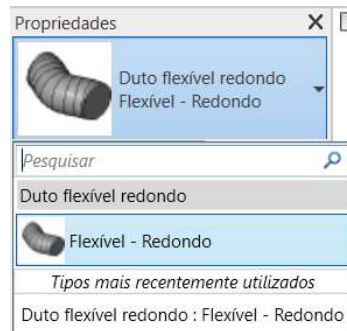 Propriedades
Duto flexível redondo
Flexível - Redondo
Pesquisar
Duto flexível redondo
Flexível - Redondo
Tipos mais recentemente utilizados
Duto flexível redondo : Flexível - Redondo